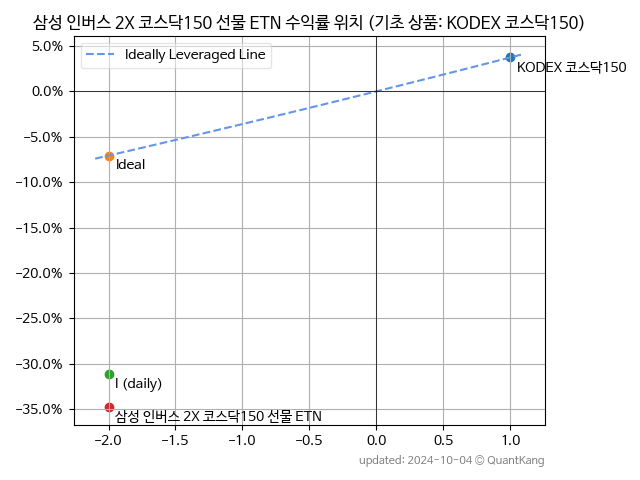 삼성 인버스 2X 코스닥150 선물 ETN 수익률 위치 (기초 상품: KODEX 코스닥150)
5.0%
Ideally Leveraged Line
KODEX 코스닥150
0.0%
−5.0%
Ideal
−10.0%
−15.0%
−20.0%
−25.0%
−30.0%
I (daily)
−35.0%
삼성 인버스 2X 코스닥150 선물 ETN
−2.0 −1.5 −1.0 −0.5 0.0 0.5 1.0
updated: 2024-10-04 © QuantKang